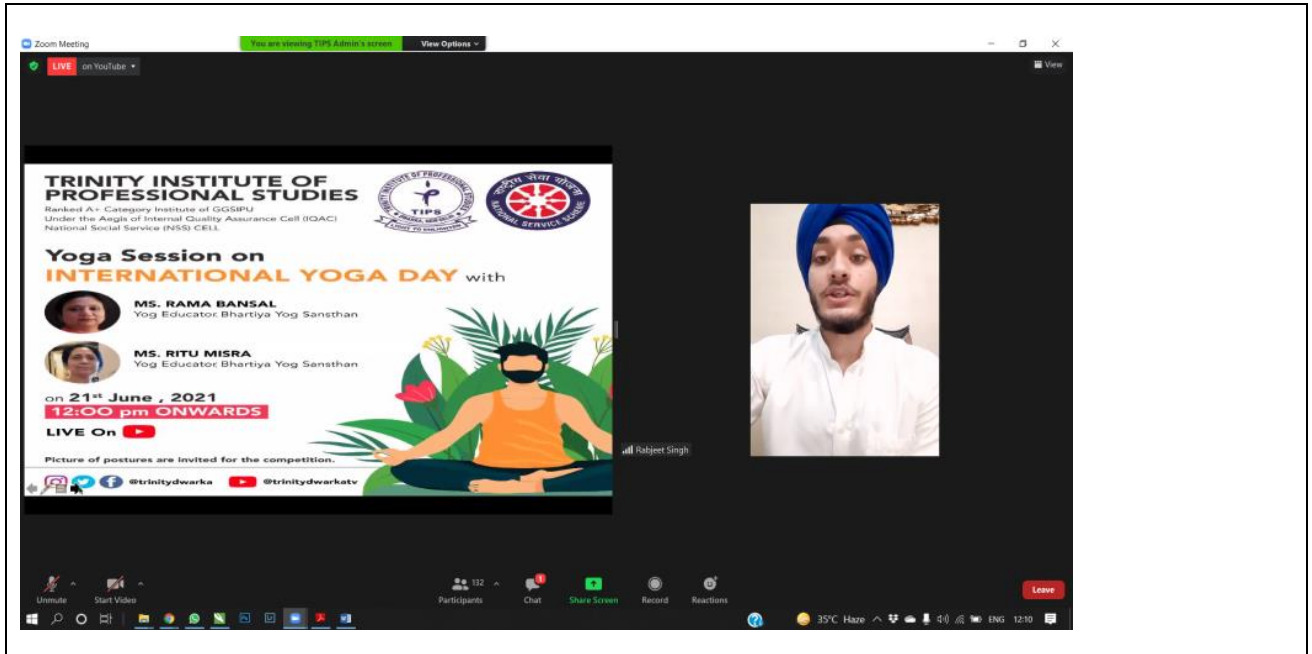 Zoom Meeting
You are viewing TIPS Admin's screen
View Options
LIVE on YouTube
View
TRINITY INSTITUTE OF
PROFESSIONAL STUDIES
Ranked A+ Category Institute of GGSIPU
Under the Aegis of Internal Quality Assurance Cell (IQAC)
National Social Service (NSS) CELL
TIPS
राष्ट्रीय सेवा योजना
NATIONAL SERVICE SCHEME
Yoga Session on
INTERNATIONAL YOGA DAY with
MS. RAMA BANSAL
Yog Educator Bhartiya Yog Sansthan
MS. RITU MISRA
Yog Educator Bhartiya Yog Sansthan
on 21st June , 2021
12:00 pm ONWARDS
LIVE On
Picture of postures are invited for the competition.
@trinitydwarka @trinitydwarkatv
Rabjeet Singh
Unmute
Start Video
132
Participants
1
Chat
Share Screen
Record
Reactions
Leave
35°C Haze
ENG
12:10